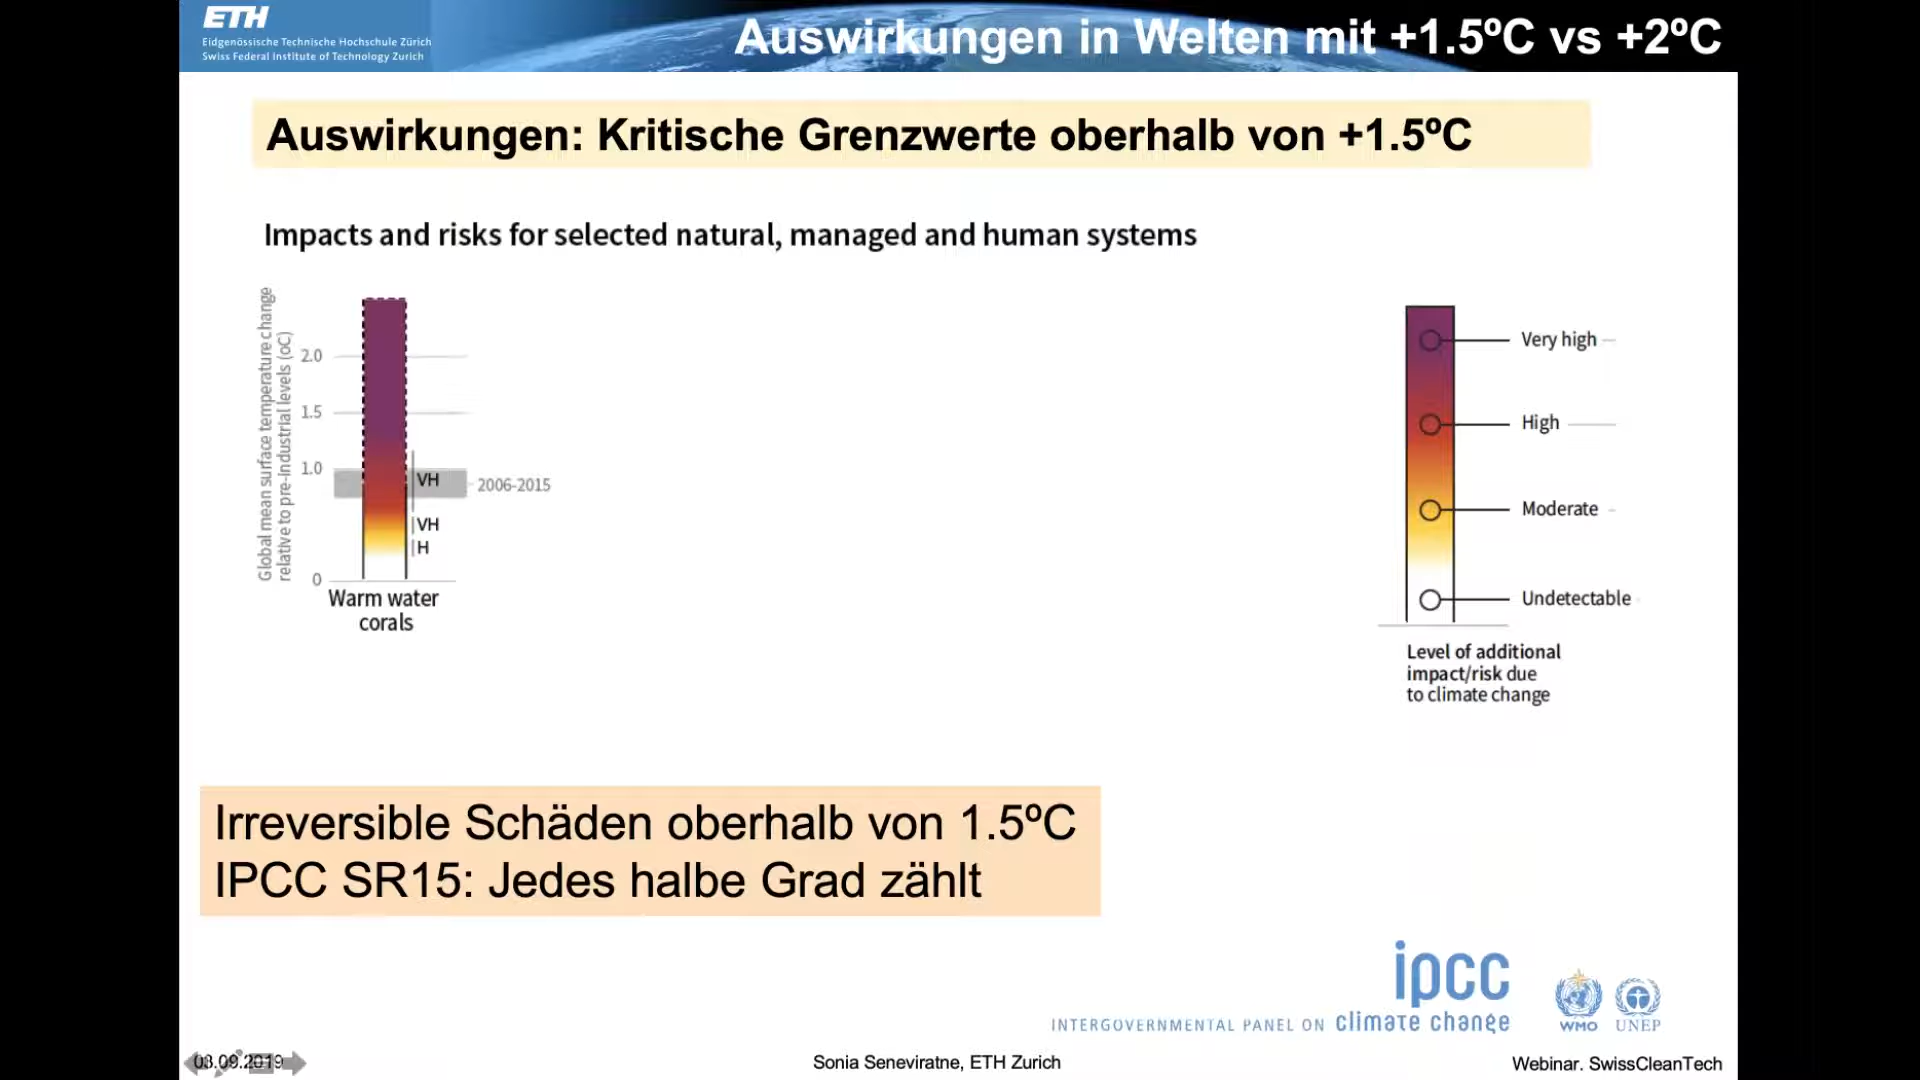 ETH
Eidgenössische Technische Hochschule Zürich
Swiss Federal Institute of Technology Zurich
Auswirkungen in Welten mit +1.5ºC vs +2ºC
Auswirkungen: Kritische Grenzwerte oberhalb von +1.5ºC
Impacts and risks for selected natural, managed and human systems
Global mean surface temperature change
relative to pre-industrial levels (oC)
2.0
1.5
1.0
0
VH
2006-2015
VH
H
Warm water
corals
Very high
High
Moderate
Undetectable
Level of additional
impact/risk due
to climate change
Irreversible Schäden oberhalb von 1.5ºC
IPCC SR15: Jedes halbe Grad zählt
ipcc
INTERGOVERNMENTAL PANEL ON climate change
WMO
UNEP
03.09.2019
Sonia Seneviratne, ETH Zurich
Webinar. SwissCleanTech